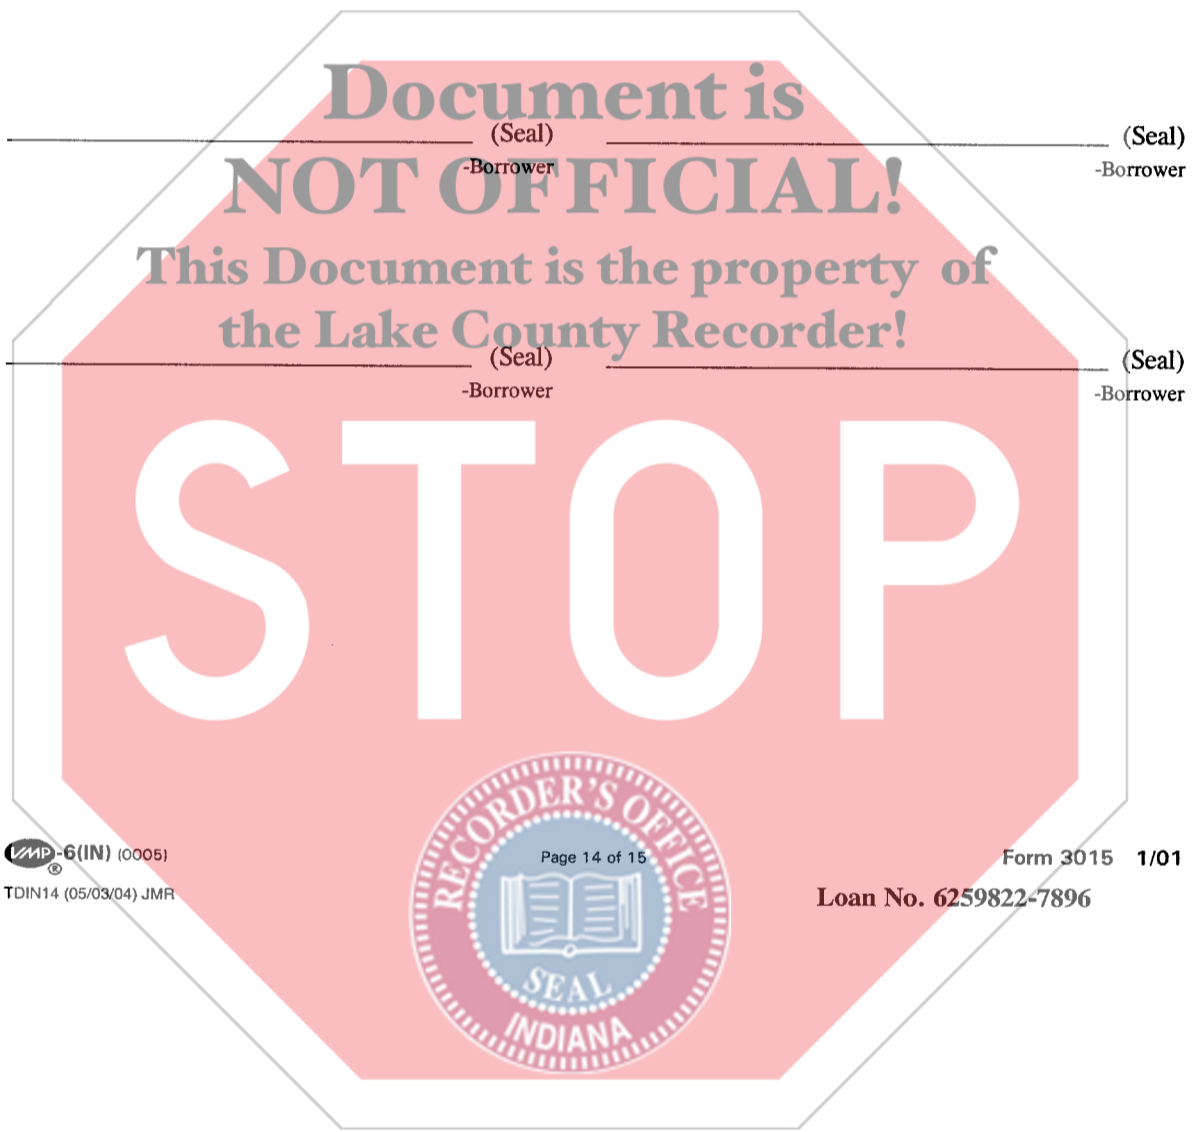 Document is
(Seal) (Seal)
-Borrower -Borrower
NOT OFFICIAL!
This Document is the property of
the Lake County Recorder!
(Seal) (Seal)
-Borrower -Borrower
STOP
RECORDER'S OFFICE
VMP®-6(IN) (0005) Page 14 of 15 Form 3015 1/01
TDIN14 (05/03/04) JMR Loan No. 6259822-7896
SEAL
INDIANA